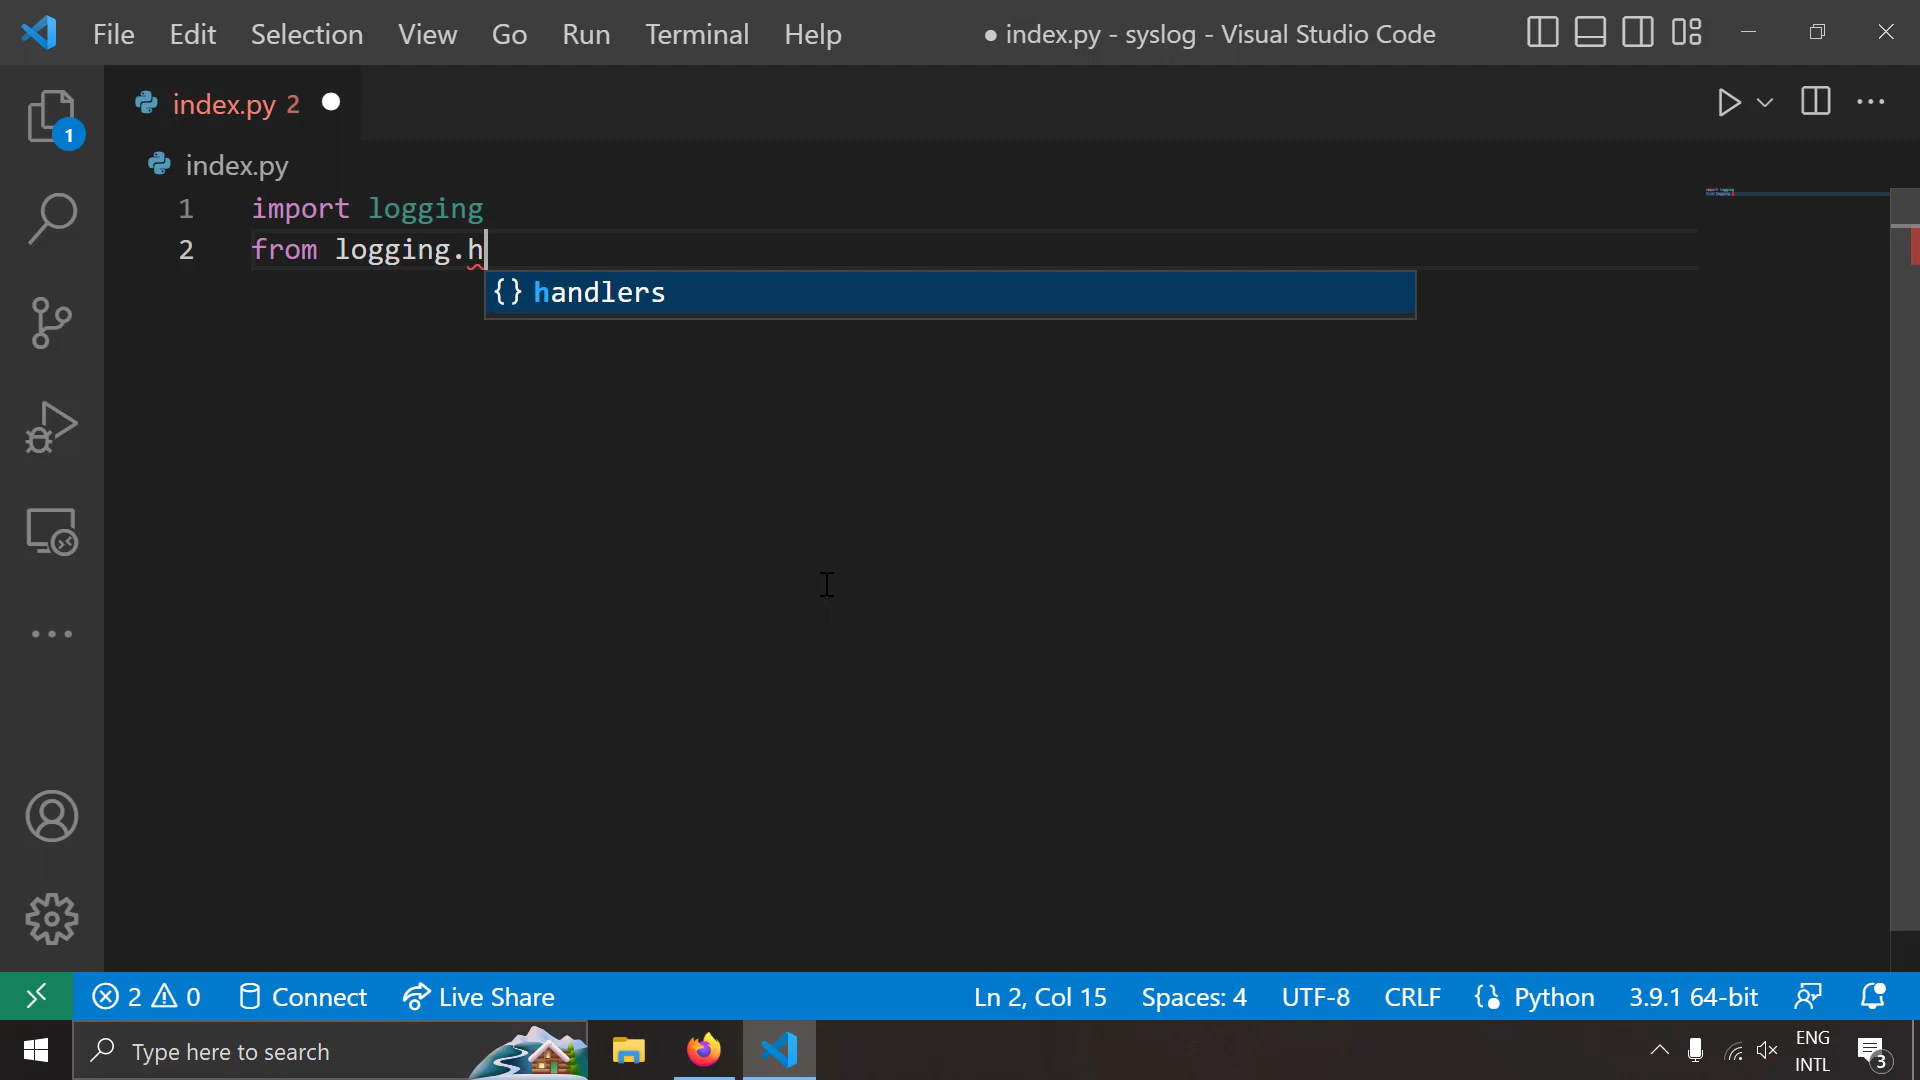 File Edit Selection View Go Run Terminal Help ● index.py - syslog - Visual Studio Code
index.py 2
1
index.py
1 import logging
2 from logging.h
{} handlers
2 0 Connect Live Share Ln 2, Col 15 Spaces: 4 UTF-8 CRLF Python 3.9.1 64-bit
Type here to search
ENG
INTL
3